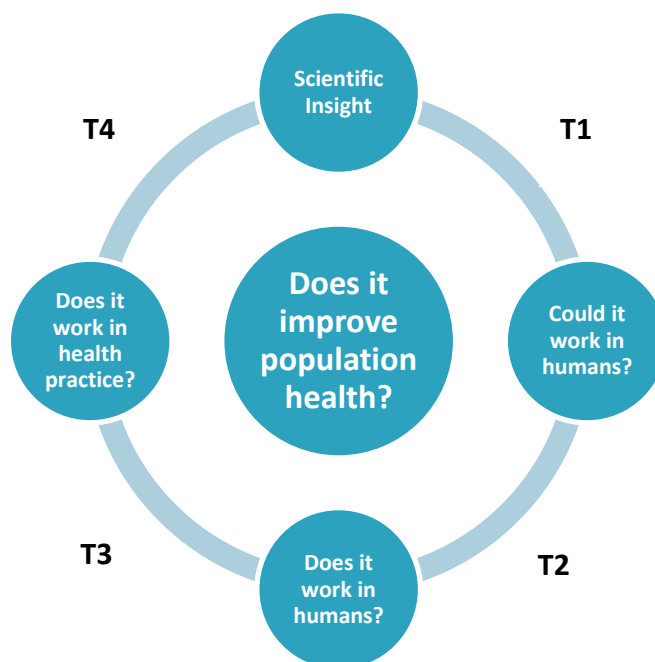 Scientific
Insight
T4
T1
Does it
improve
population
health?
Does it
work in
health
practice?
Could it
work in
humans?
T3
T2
Does it
work in
humans?